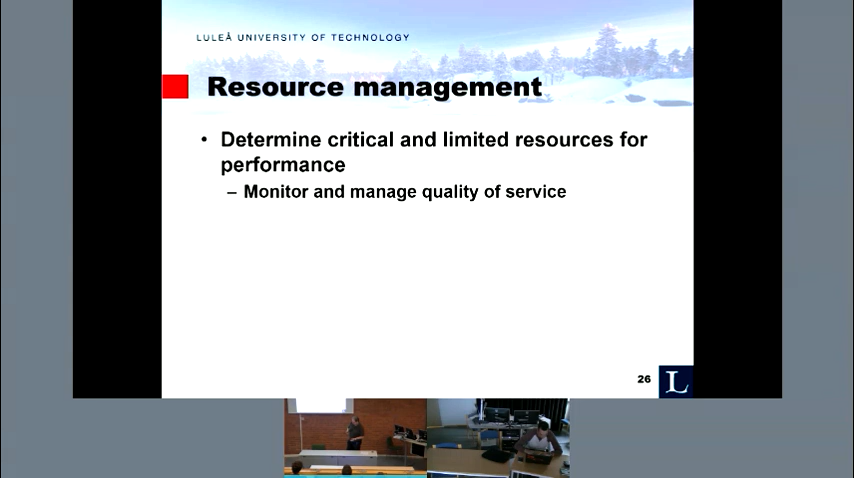 LULEÅ UNIVERSITY OF TECHNOLOGY
Resource management
• Determine critical and limited resources for
performance
– Monitor and manage quality of service
26
L